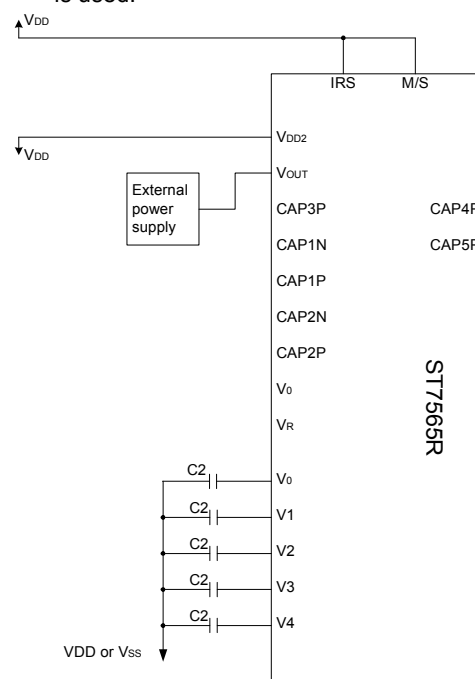 is used.
VDD
IRS M/S
VDD2
VDD
VOUT
External
power
supply
CAP3P CAP4P
CAP1N CAP5P
CAP1P
CAP2N
CAP2P
V0
VR
ST7565R
C2 V0
C2 V1
C2 V2
C2 V3
C2 V4
VDD or VSS